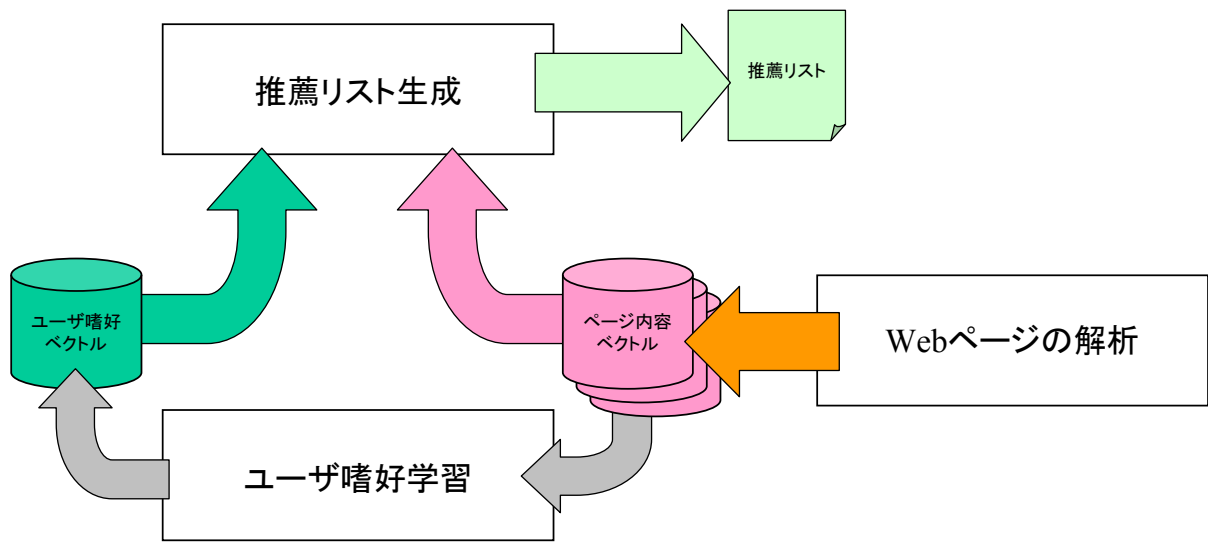 推薦リスト生成
推薦リスト
ユーザ嗜好
ベクトル
ページ内容
ベクトル
Webページの解析
ユーザ嗜好学習